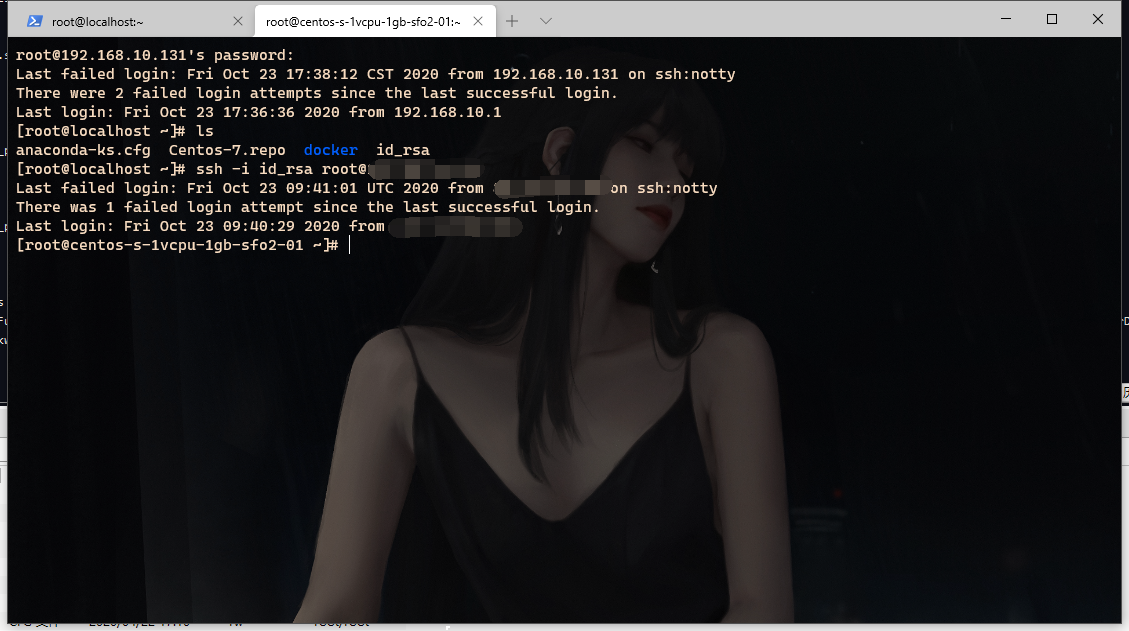 root@localhost:~
root@centos-s-1vcpu-1gb-sfo2-01:~
root@192.168.10.131's password:
Last failed login: Fri Oct 23 17:38:12 CST 2020 from 192.168.10.131 on ssh:notty
There were 2 failed login attempts since the last successful login.
Last login: Fri Oct 23 17:36:36 2020 from 192.168.10.1
[root@localhost ~]# ls
anaconda-ks.cfg  Centos-7.repo  docker  id_rsa
[root@localhost ~]# ssh -i id_rsa root@
Last failed login: Fri Oct 23 09:41:01 UTC 2020 from on ssh:notty
There was 1 failed login attempt since the last successful login.
Last login: Fri Oct 23 09:40:29 2020 from
[root@centos-s-1vcpu-1gb-sfo2-01 ~]#